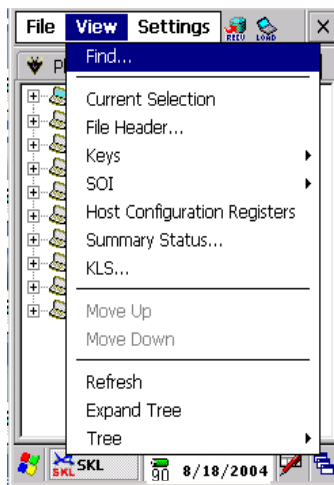 File View Settings RECV LOAD
Pl
Find...
Current Selection
File Header...
Keys
SOI
Host Configuration Registers
Summary Status...
KLS...
Move Up
Move Down
Refresh
Expand Tree
Tree
SKL SKL 90 8/18/2004